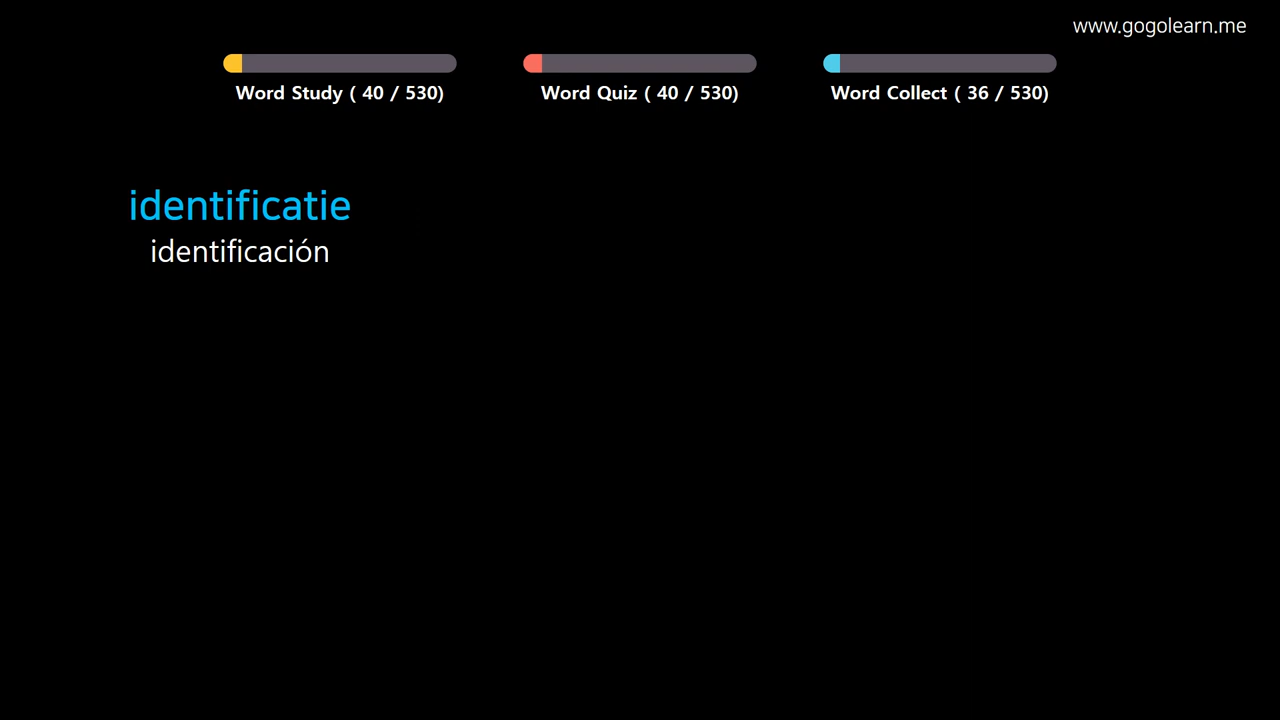 www.gogolearn.me
Word Study ( 40 / 530)
Word Quiz ( 40 / 530)
Word Collect ( 36 / 530)
identificatie
identificación